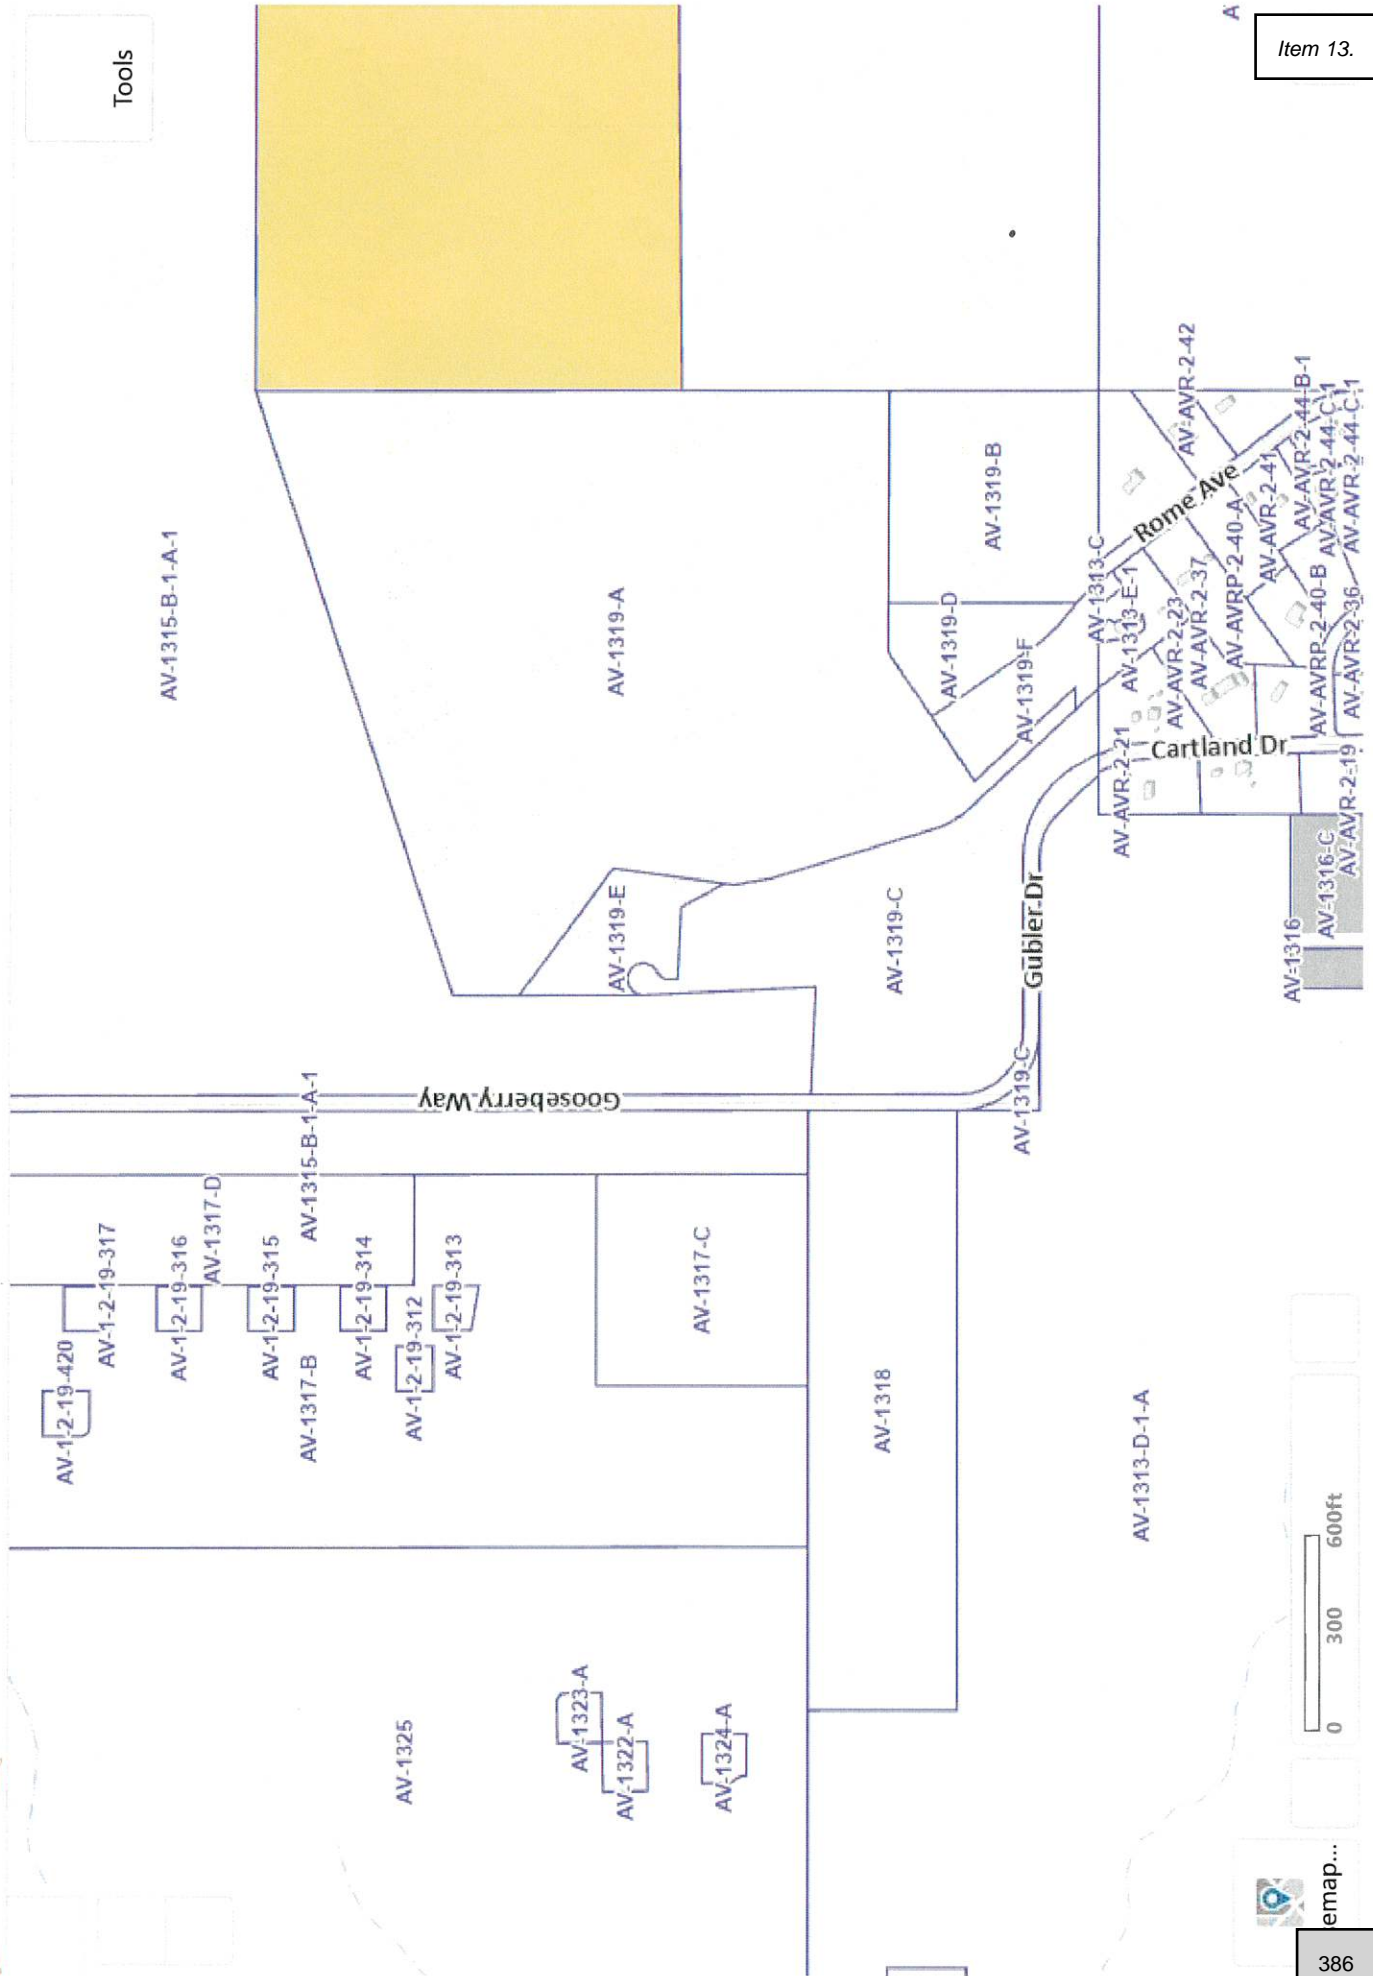 Item 13.
Tools
A
AV-1315-B-1-A-1
AV-1319-A
AV-1319-B
AV-1319-D
AV-1319-F
AV-1319-E
AV-1319-C
Gubler Dr
AV-1319-C
Gooseberry Way
AV-1315-B-1-A-1
AV-1317-D
AV-1-2-19-317
AV-1-2-19-316
AV-1-2-19-315
AV-1-2-19-314
AV-1-2-19-313
AV-1-2-19-312
AV-1-2-19-420
AV-1317-B
AV-1317-C
AV-1318
AV-1325
AV-1323-A
AV-1322-A
AV-1324-A
AV-1313-D-1-A
AV-1313-C
AV-1313-E-1
Rome Ave
AV-AVR-2-42
AV-AVR-2-23
AV-AVR-2-37
AV-AVRP-2-40-A
AV-AVR-2-41
AV-AVR-2-44-B-1
AV-AVR-2-44-C-1
AV-AVR-2-44-C-1
AV-AVRP-2-40-B
AV-AVR-2-36
AV-AVR-2-21
Cartland Dr
AV-AVR-2-19
AV-1316-C
AV-1316
0 300 600ft
emap...
386